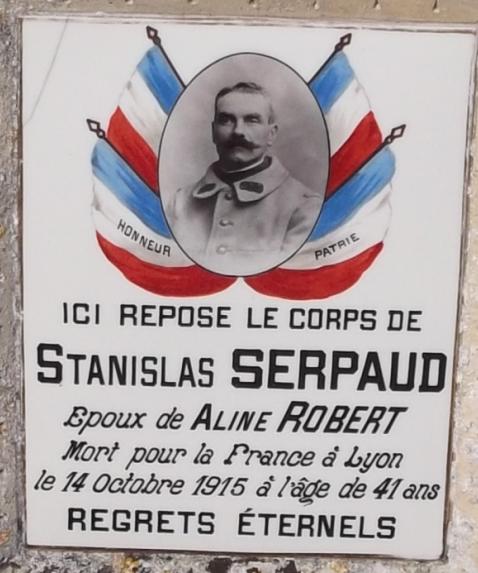 HONNEUR
PATRIE
ICI REPOSE LE CORPS DE
STANISLAS SERPAUD
Epoux de ALINE ROBERT
Mort pour la France à Lyon
le 14 Octobre 1915 à l'âge de 41 ans
REGRETS ÉTERNELS